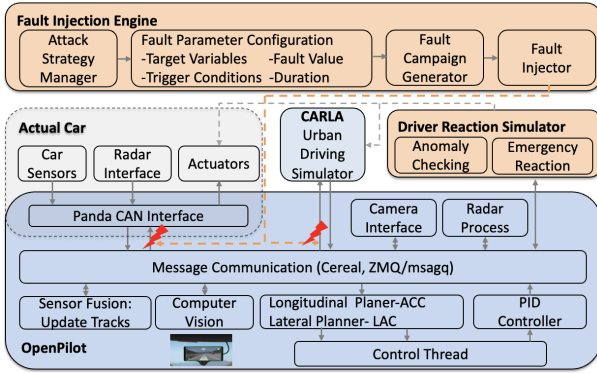 Fault Injection Engine
Attack
Strategy
Manager
Fault Parameter Configuration
-Target Variables -Fault Value
-Trigger Conditions -Duration
Fault
Campaign
Generator
Fault
Injector
Actual Car
Car
Sensors
Radar
Interface
Actuators
CARLA
Urban
Driving
Simulator
Driver Reaction Simulator
Anomaly
Checking
Emergency
Reaction
Panda CAN Interface
Camera
Interface
Radar
Process
Message Communication (Cereal, ZMQ/msagq)
Sensor Fusion:
Update Tracks
Computer
Vision
Longitudinal Planer-ACC
Lateral Planner- LAC
PID
Controller
OpenPilot
Control Thread